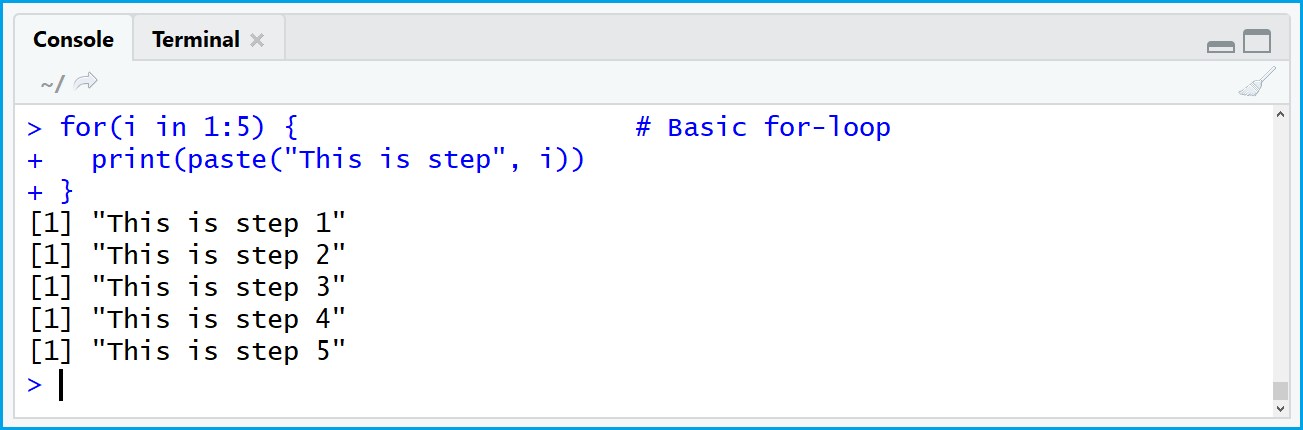 Console Terminal
~/
> for(i in 1:5) {                     # Basic for-loop
+   print(paste("This is step", i))
+ }
[1] "This is step 1"
[1] "This is step 2"
[1] "This is step 3"
[1] "This is step 4"
[1] "This is step 5"
>